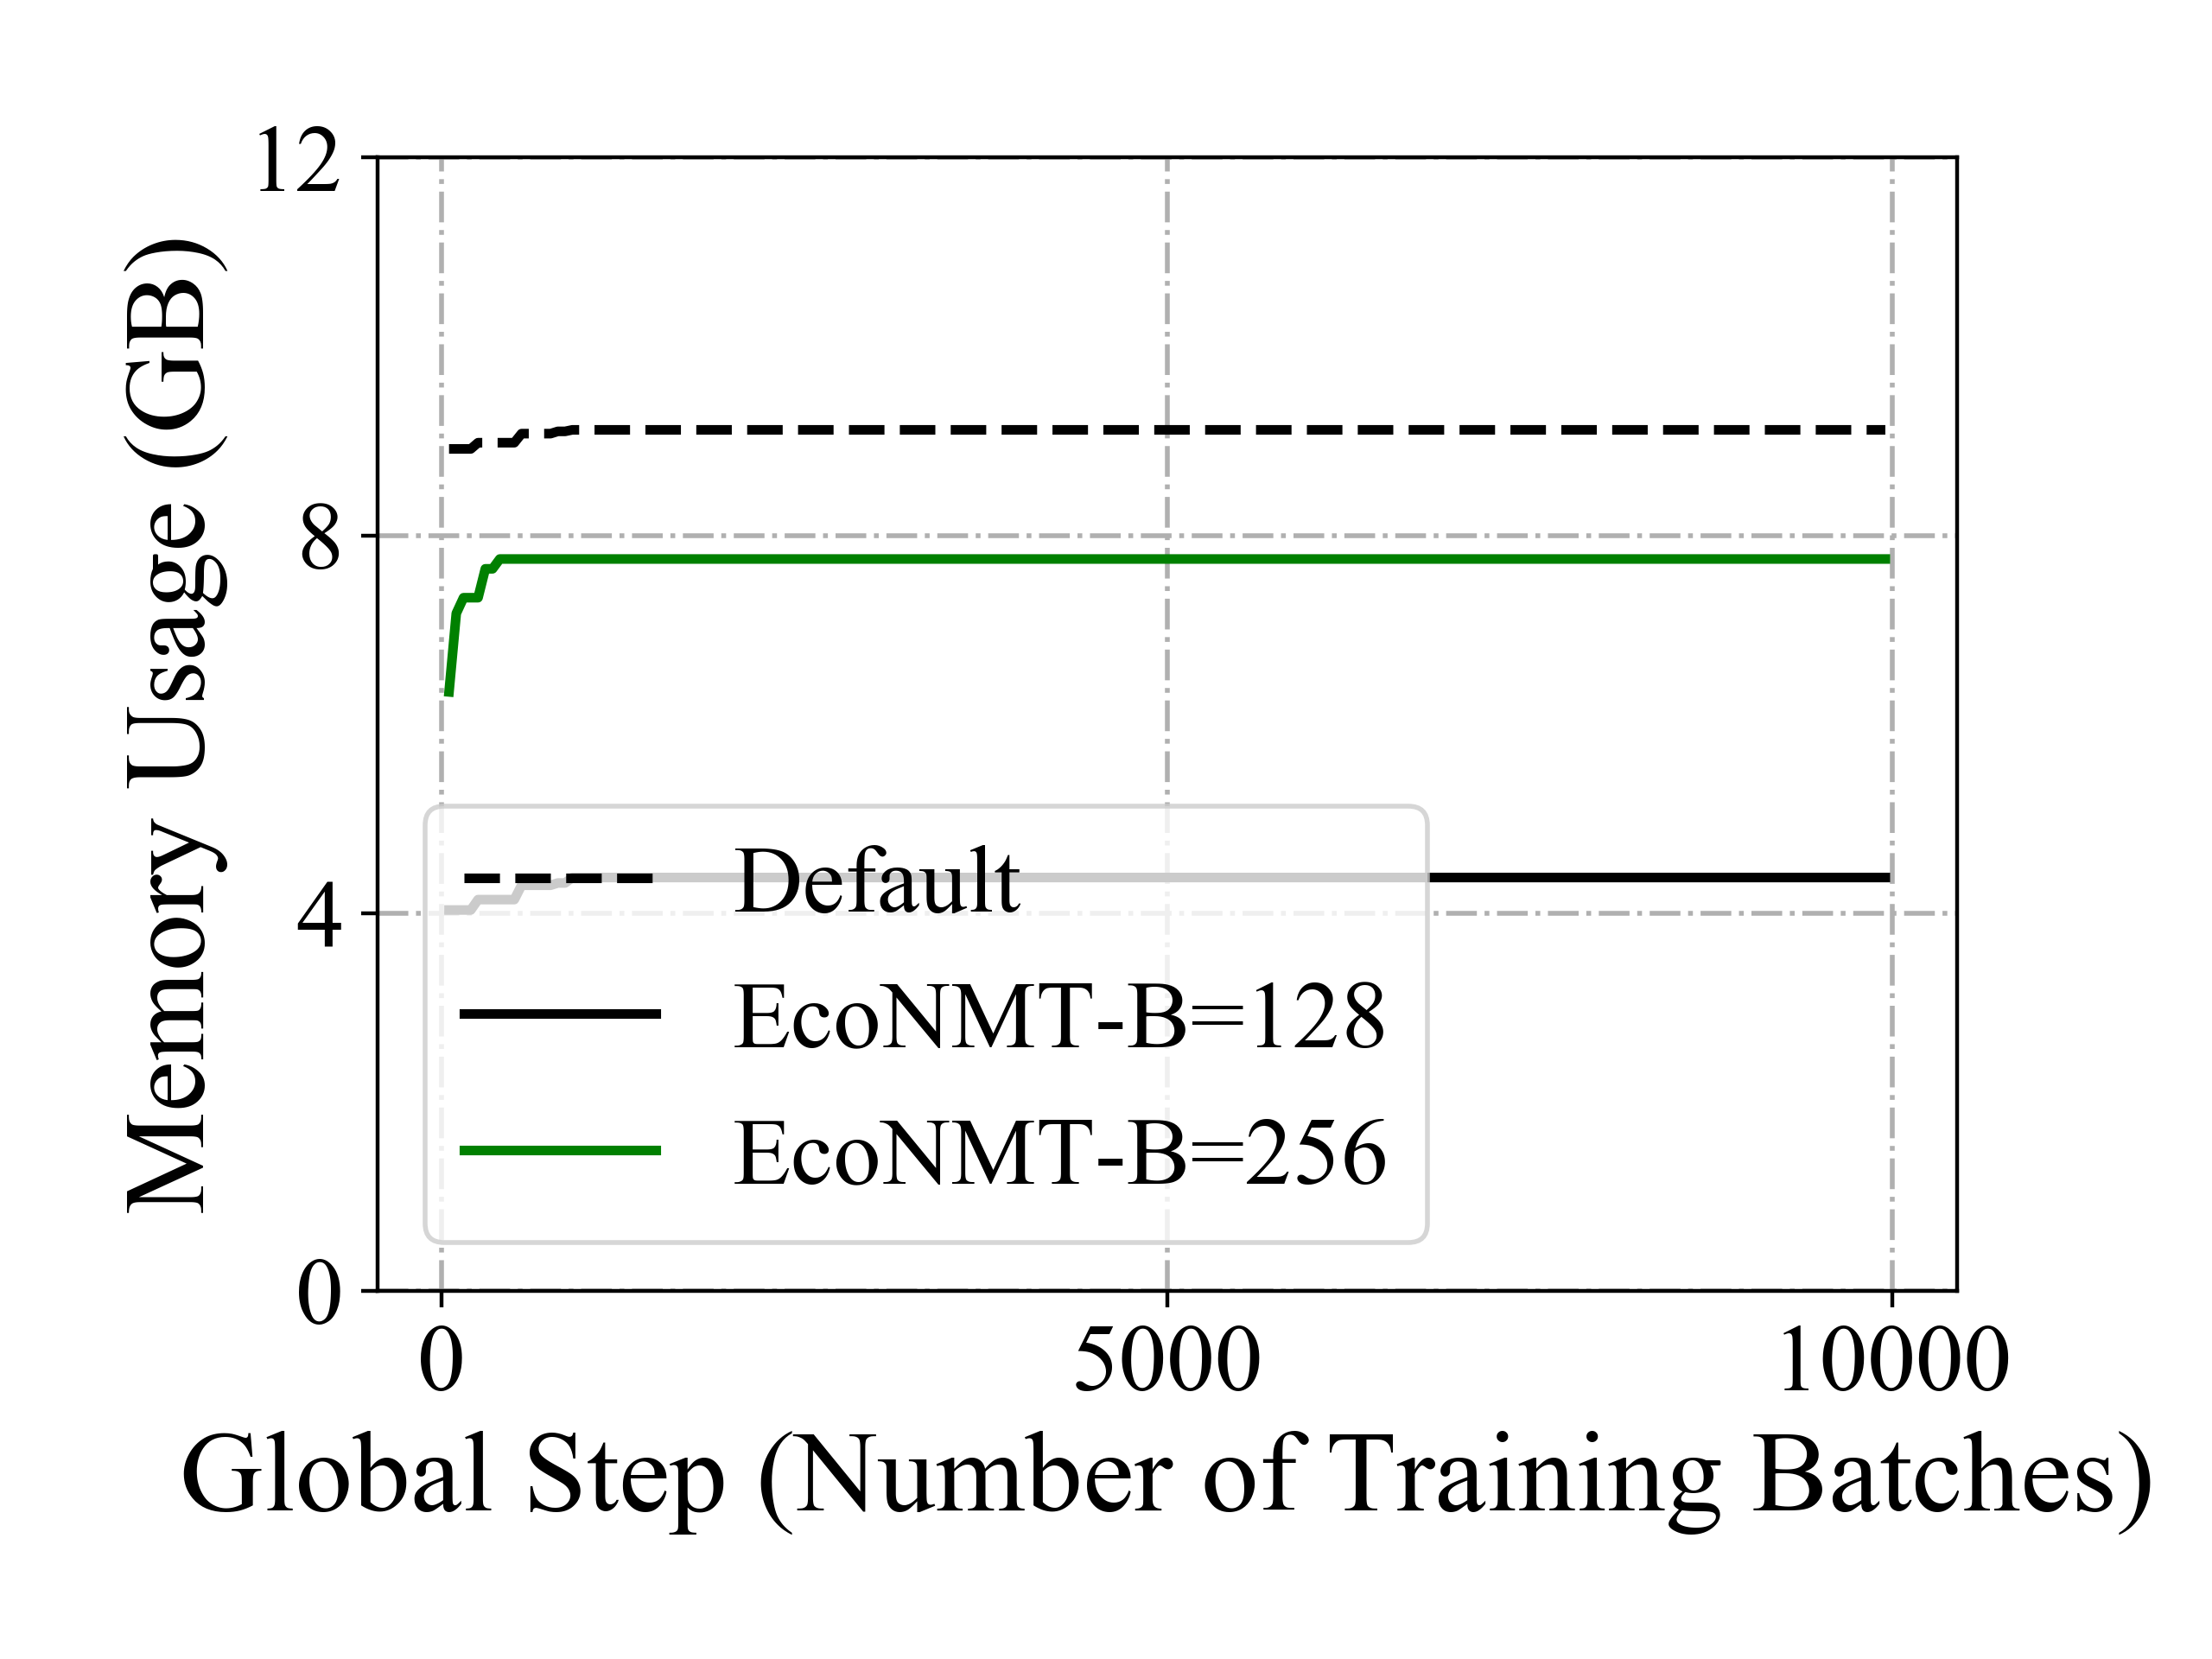 12
8
4
0
Memory Usage (GB)
Default
EcoNMT-B=128
EcoNMT-B=256
0 5000 10000
Global Step (Number of Training Batches)